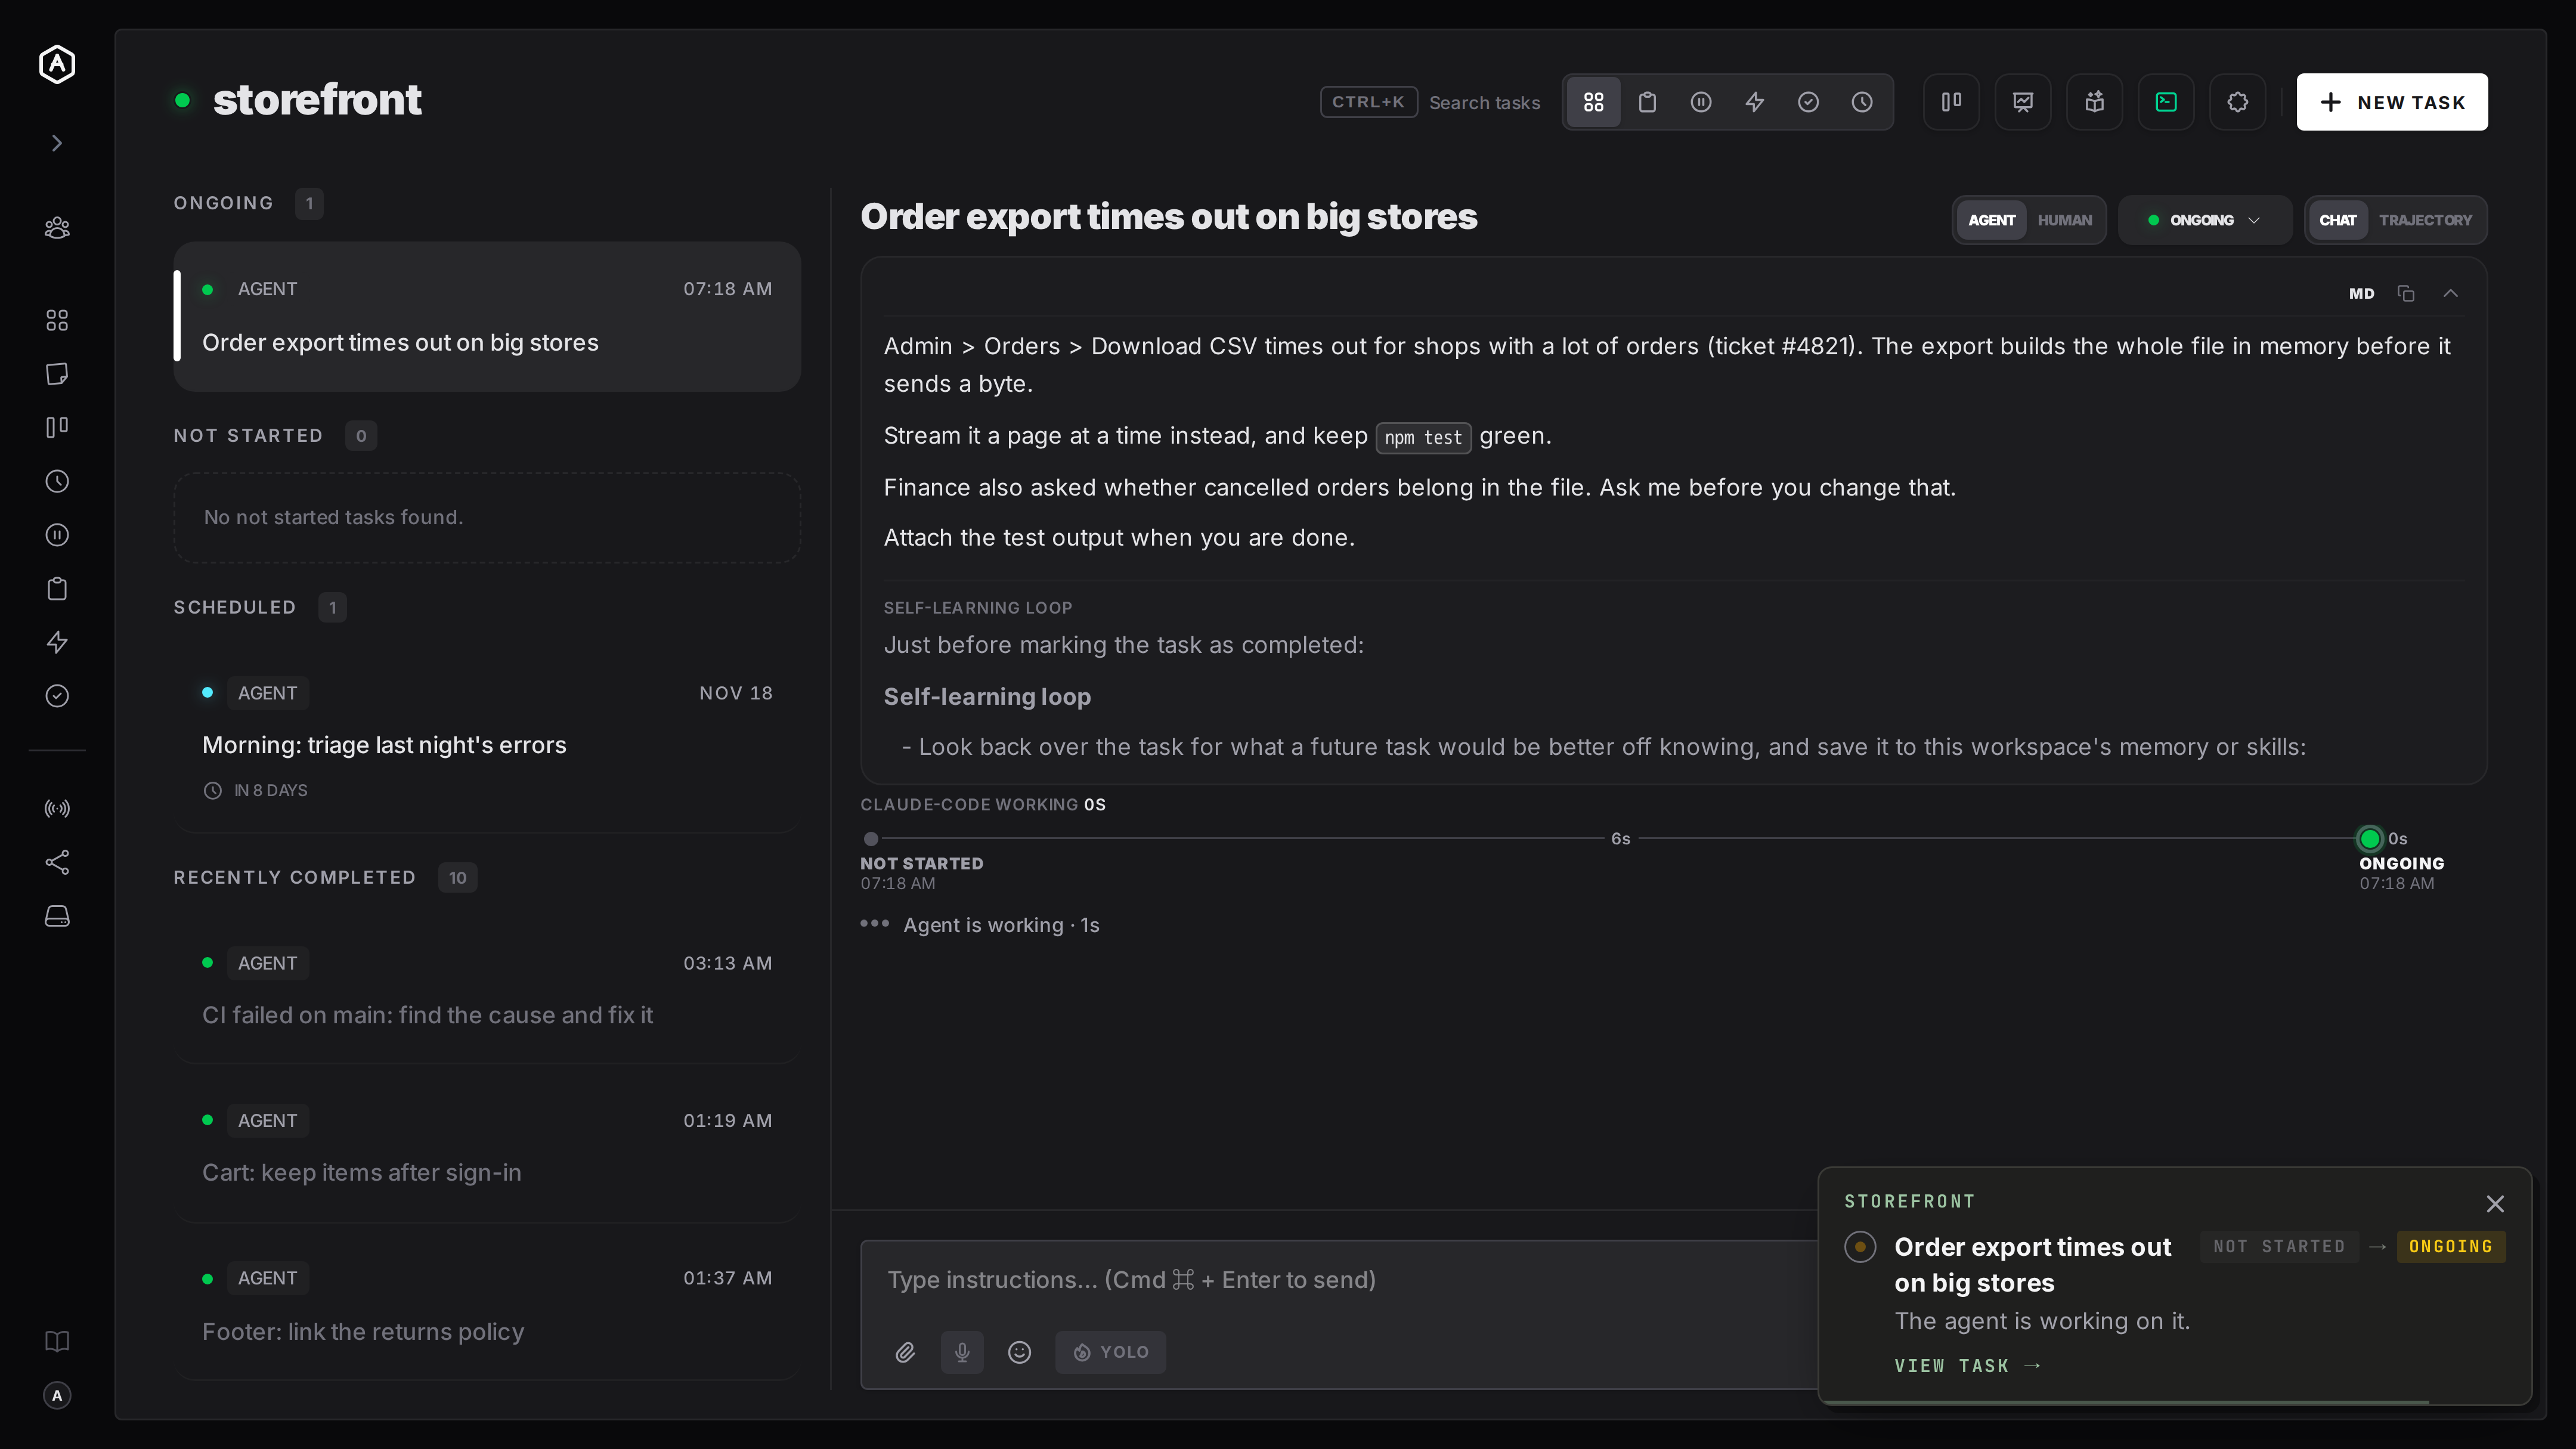 storefront
CTRL+K Search tasks
NEW TASK
ONGOING 1
AGENT 07:18 AM
Order export times out on big stores
NOT STARTED 0
No not started tasks found.
SCHEDULED 1
AGENT NOV 18
Morning: triage last night's errors
IN 8 DAYS
RECENTLY COMPLETED 10
AGENT 03:13 AM
CI failed on main: find the cause and fix it
AGENT 01:19 AM
Cart: keep items after sign-in
AGENT 01:37 AM
Footer: link the returns policy
A
Order export times out on big stores
AGENT HUMAN ONGOING CHAT TRAJECTORY
MD
Admin > Orders > Download CSV times out for shops with a lot of orders (ticket #4821). The export builds the whole file in memory before it
sends a byte.
Stream it a page at a time instead, and keep npm test green.
Finance also asked whether cancelled orders belong in the file. Ask me before you change that.
Attach the test output when you are done.
SELF-LEARNING LOOP
Just before marking the task as completed:
Self-learning loop
- Look back over the task for what a future task would be better off knowing, and save it to this workspace's memory or skills:
CLAUDE-CODE WORKING 0S
6s 0s
NOT STARTED ONGOING
07:18 AM 07:18 AM
Agent is working · 1s
Type instructions... (Cmd ⌘ + Enter to send)
YOLO
STOREFRONT
Order export times out NOT STARTED → ONGOING
on big stores
The agent is working on it.
VIEW TASK →